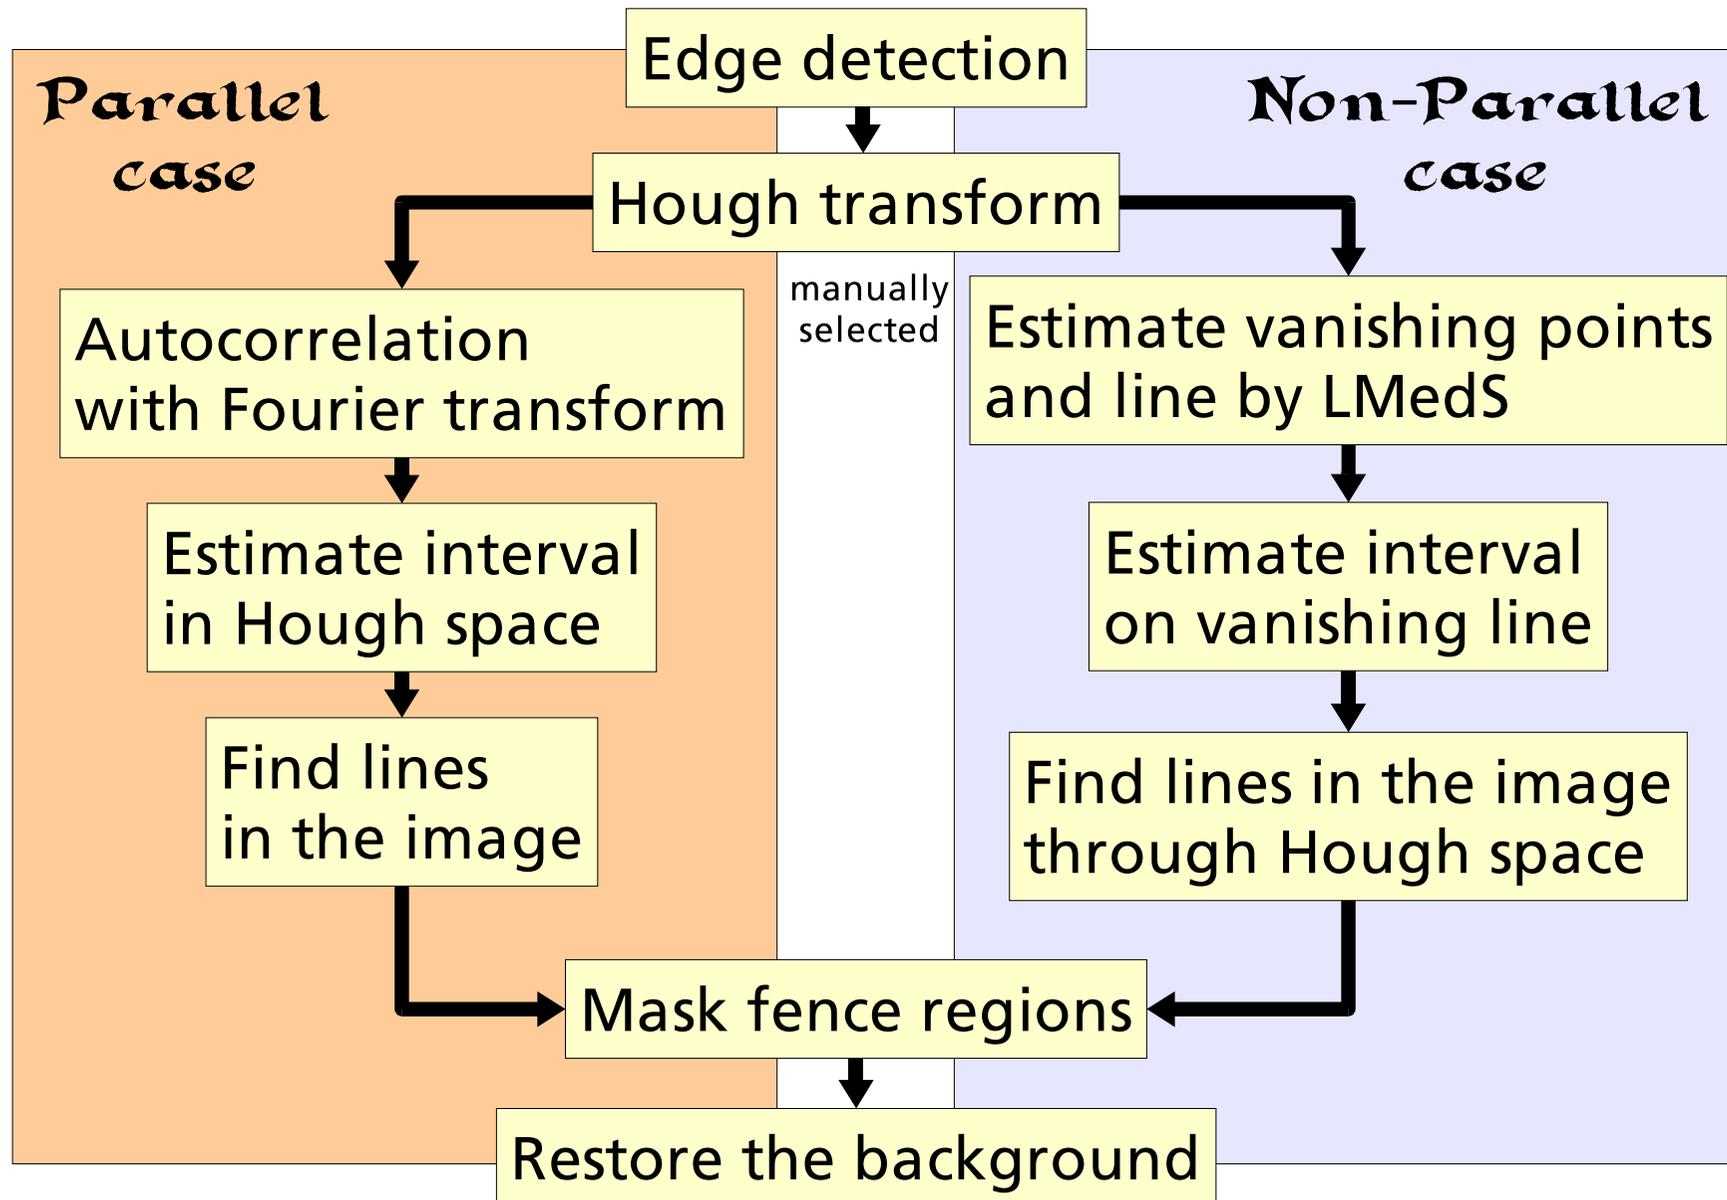 Edge detection
Parallel
case
Non-Parallel
case
Hough transform
manually
selected
Autocorrelation
with Fourier transform
Estimate interval
in Hough space
Find lines
in the image
Estimate vanishing points
and line by LMedS
Estimate interval
on vanishing line
Find lines in the image
through Hough space
Mask fence regions
Restore the background